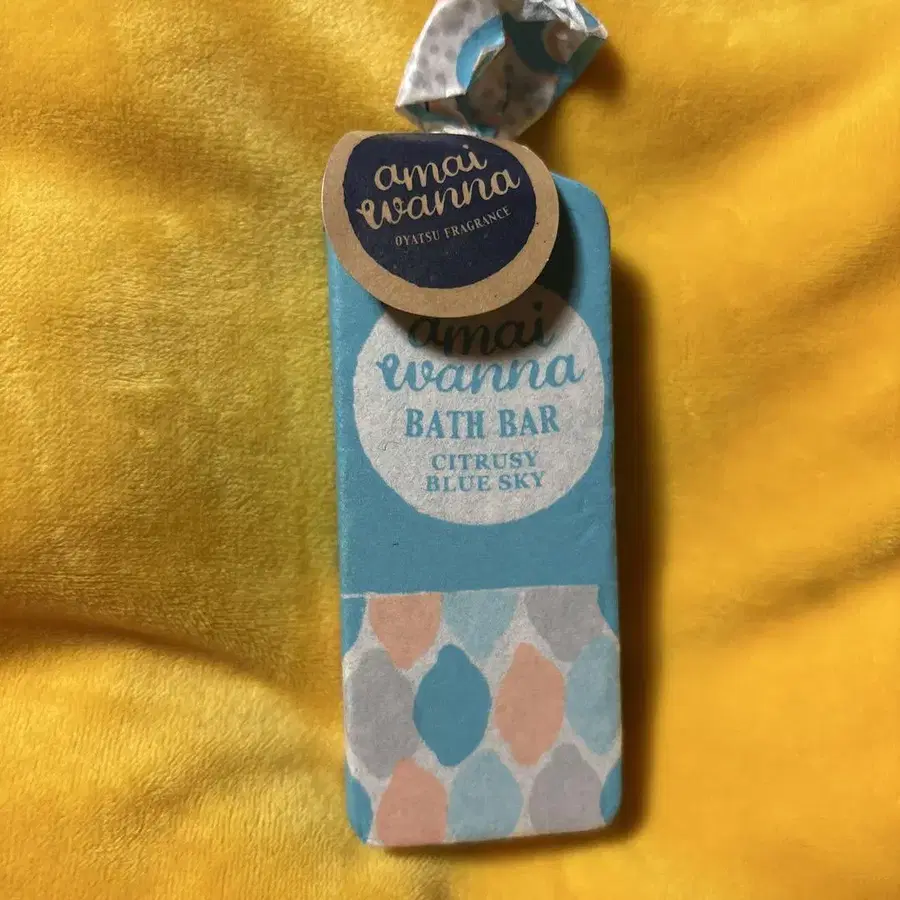 amai
wanna
OYATSU FRAGRANCE
amai
wanna
BATH BAR
CITRUSY
BLUE SKY